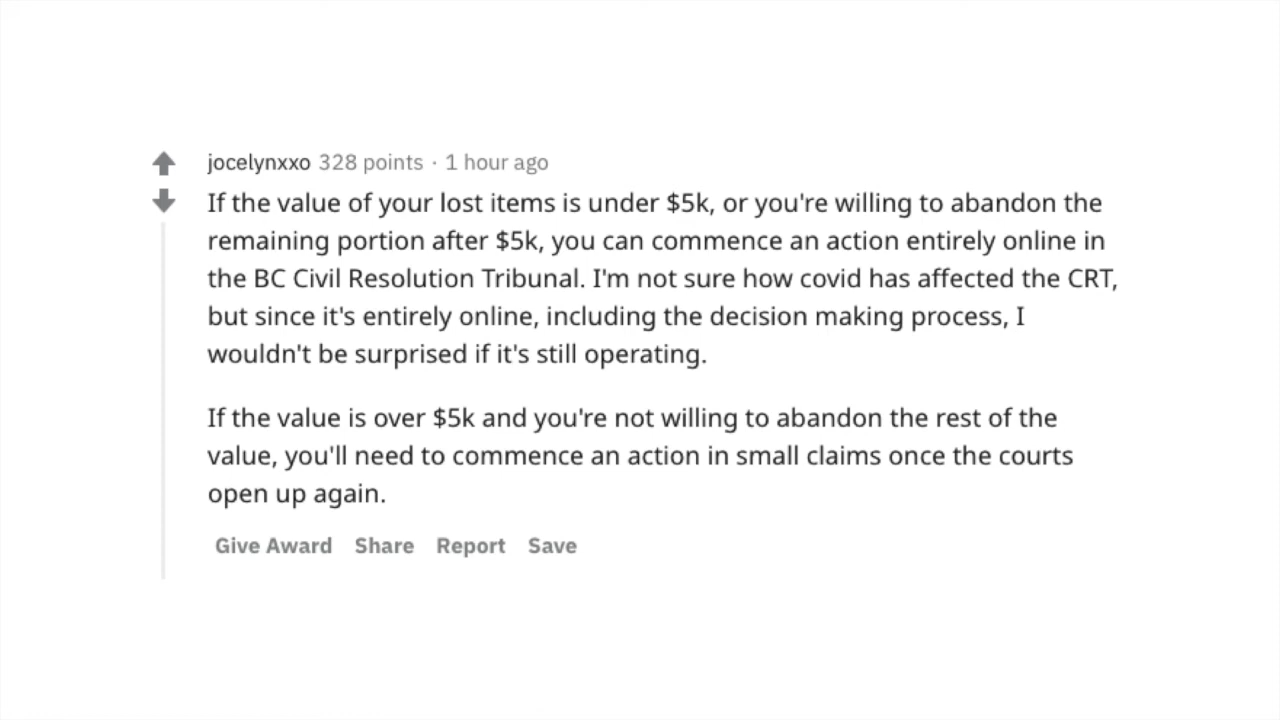 jocelynxxo 328 points · 1 hour ago
If the value of your lost items is under $5k, or you're willing to abandon the
remaining portion after $5k, you can commence an action entirely online in
the BC Civil Resolution Tribunal. I'm not sure how covid has affected the CRT,
but since it's entirely online, including the decision making process, I
wouldn't be surprised if it's still operating.
If the value is over $5k and you're not willing to abandon the rest of the
value, you'll need to commence an action in small claims once the courts
open up again.
Give Award Share Report Save